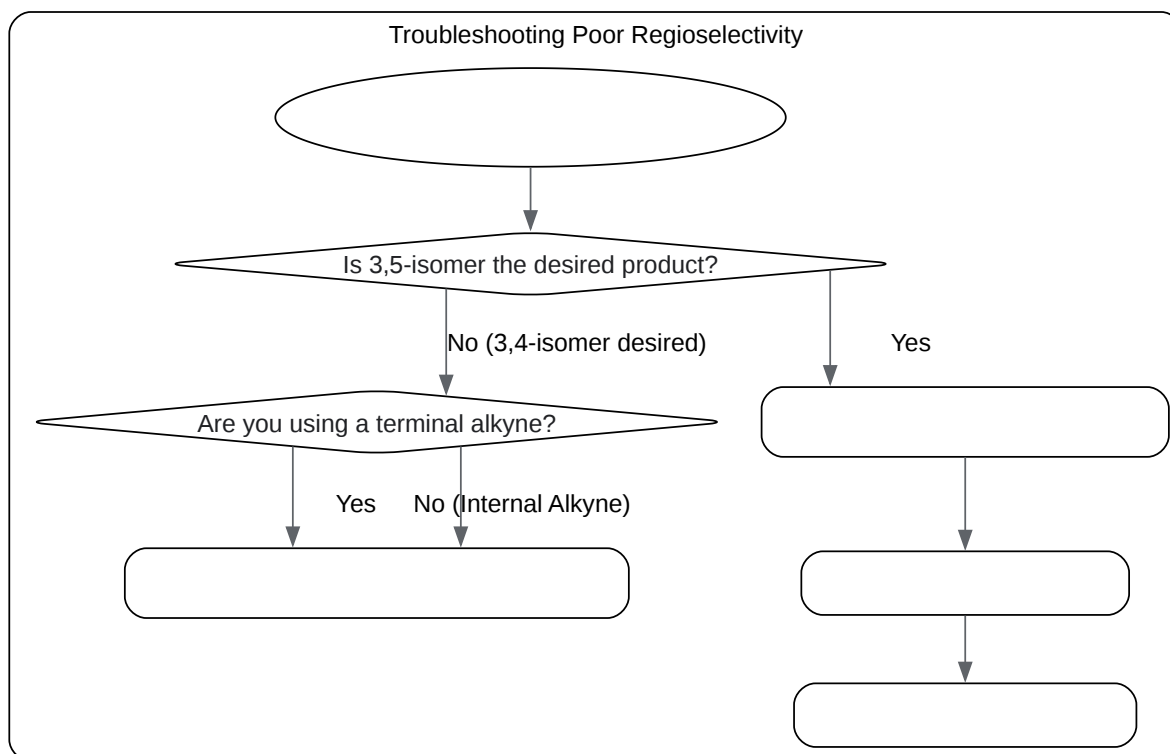 Troubleshooting Poor Regioselectivity
Is 3,5-isomer the desired product?
No (3,4-isomer desired)
Yes
Are you using a terminal alkyne?
Yes
No (Internal Alkyne)